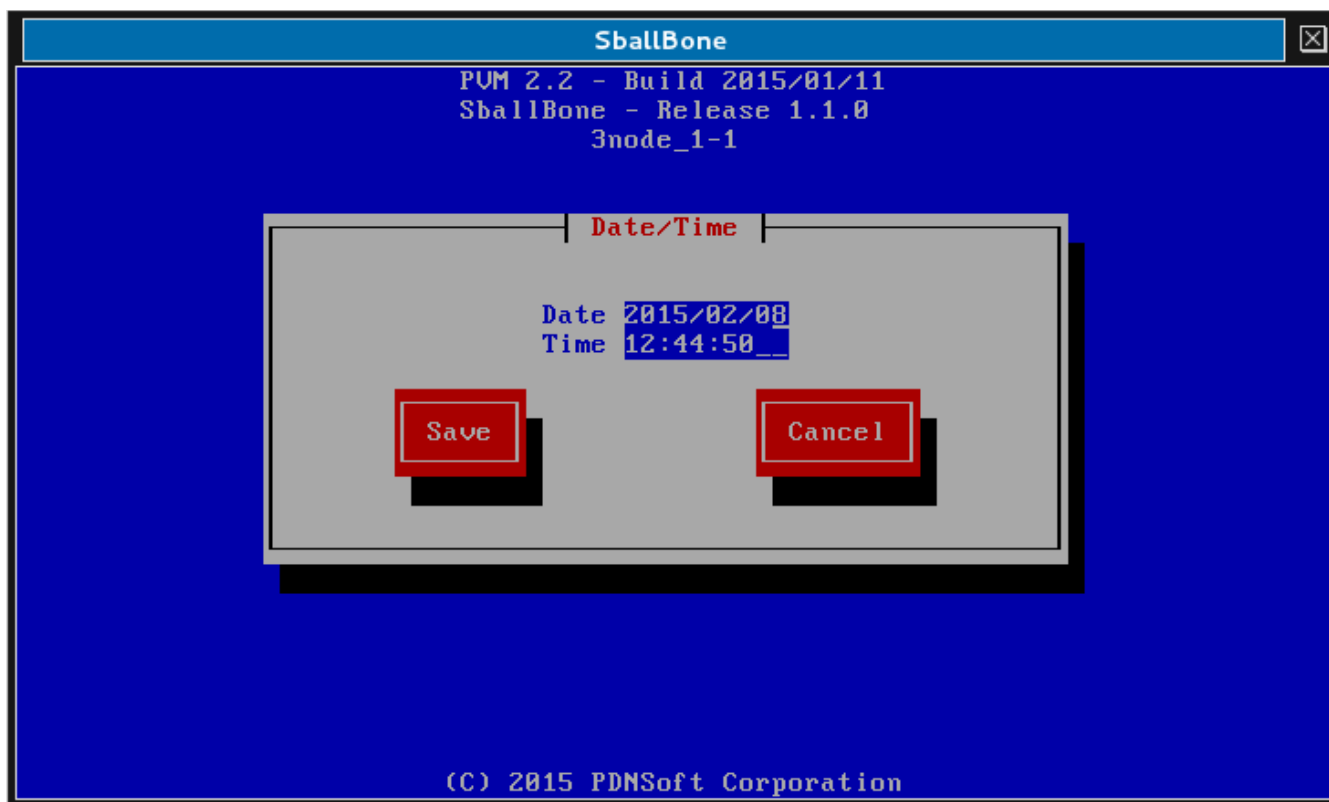 SballBone
PVM 2.2 - Build 2015/01/11
SballBone - Release 1.1.0
3node_1-1
Date/Time
Date 2015/02/08
Time 12:44:50__
Save Cancel
(C) 2015 PDNSoft Corporation